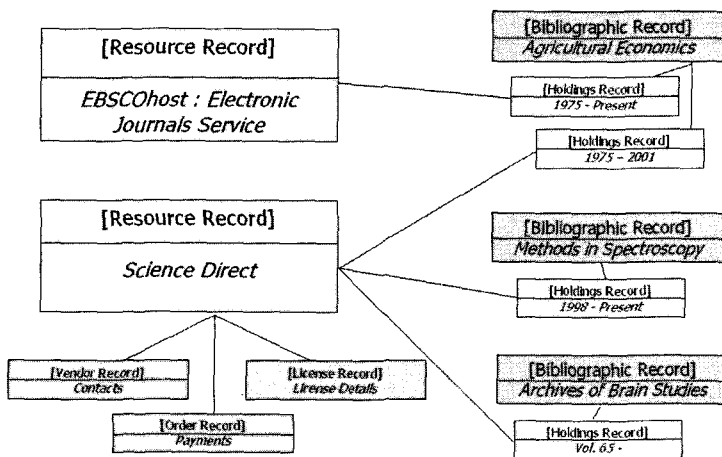 [Resource Record]
EBSCOhost : Electronic
Journals Service
[Bibliographic Record]
Agricultural Economics
[Holdings Record]
1975 - Present
[Holdings Record]
1975 – 2001
[Resource Record]
Science Direct
[Bibliographic Record]
Methods in Spectroscopy
[Holdings Record]
1998 - Present
[Vendor Record]
Contacts
[License Record]
License Details
[Order Record]
Payments
[Bibliographic Record]
Archives of Brain Studies
[Holdings Record]
Vol. 65 -